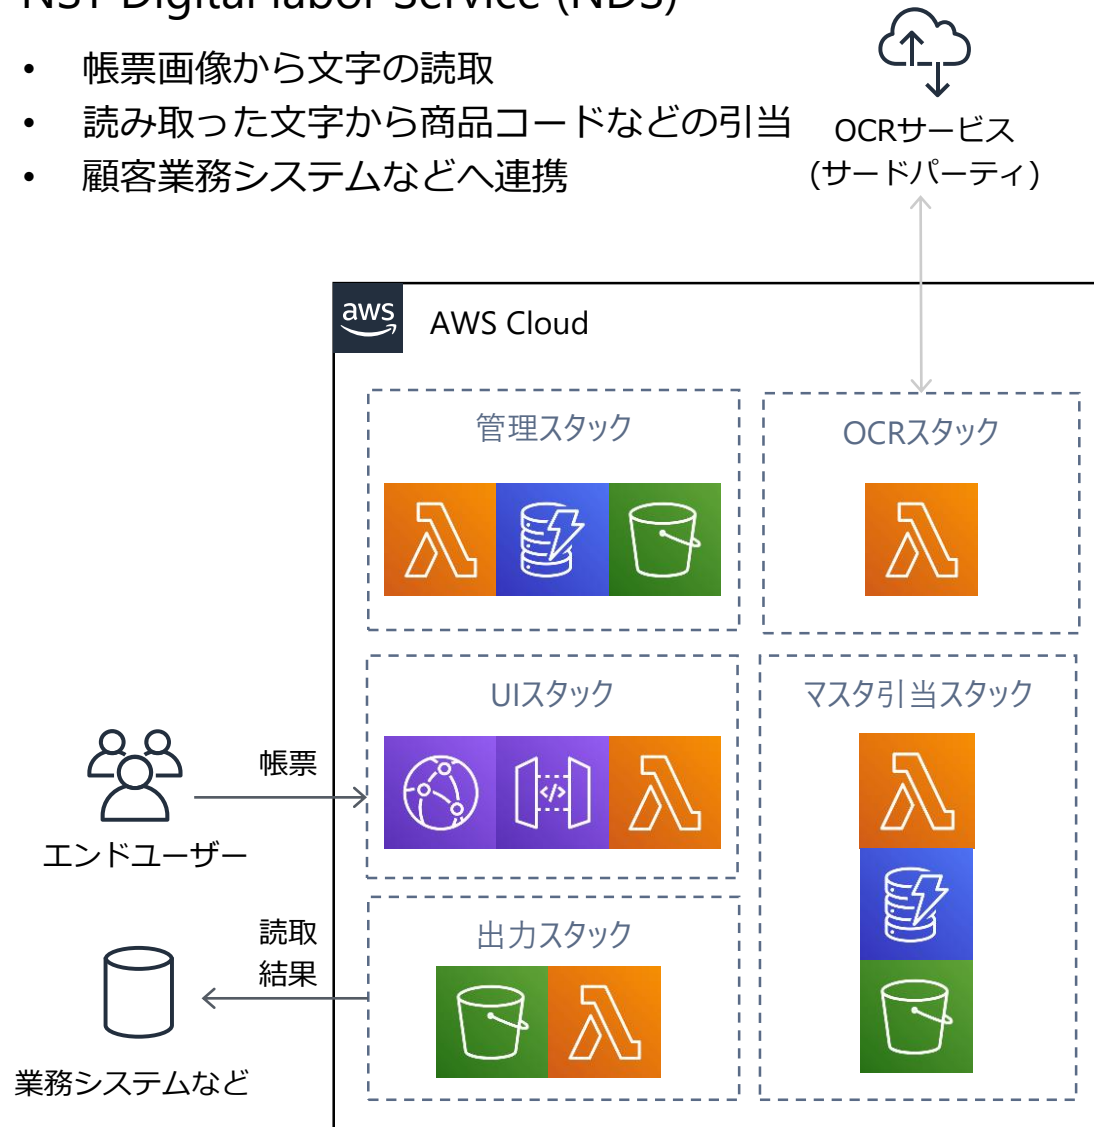 NST Digital labor Service (NDS)
• 帳票画像から文字の読取
• 読み取った文字から商品コードなどの引当
• 顧客業務システムなどへ連携
OCRサービス
(サードパーティ)
aws
AWS Cloud
管理スタック
OCRスタック
UIスタック
マスタ引当スタック
帳票
エンドユーザー
読取
結果
出力スタック
業務システムなど